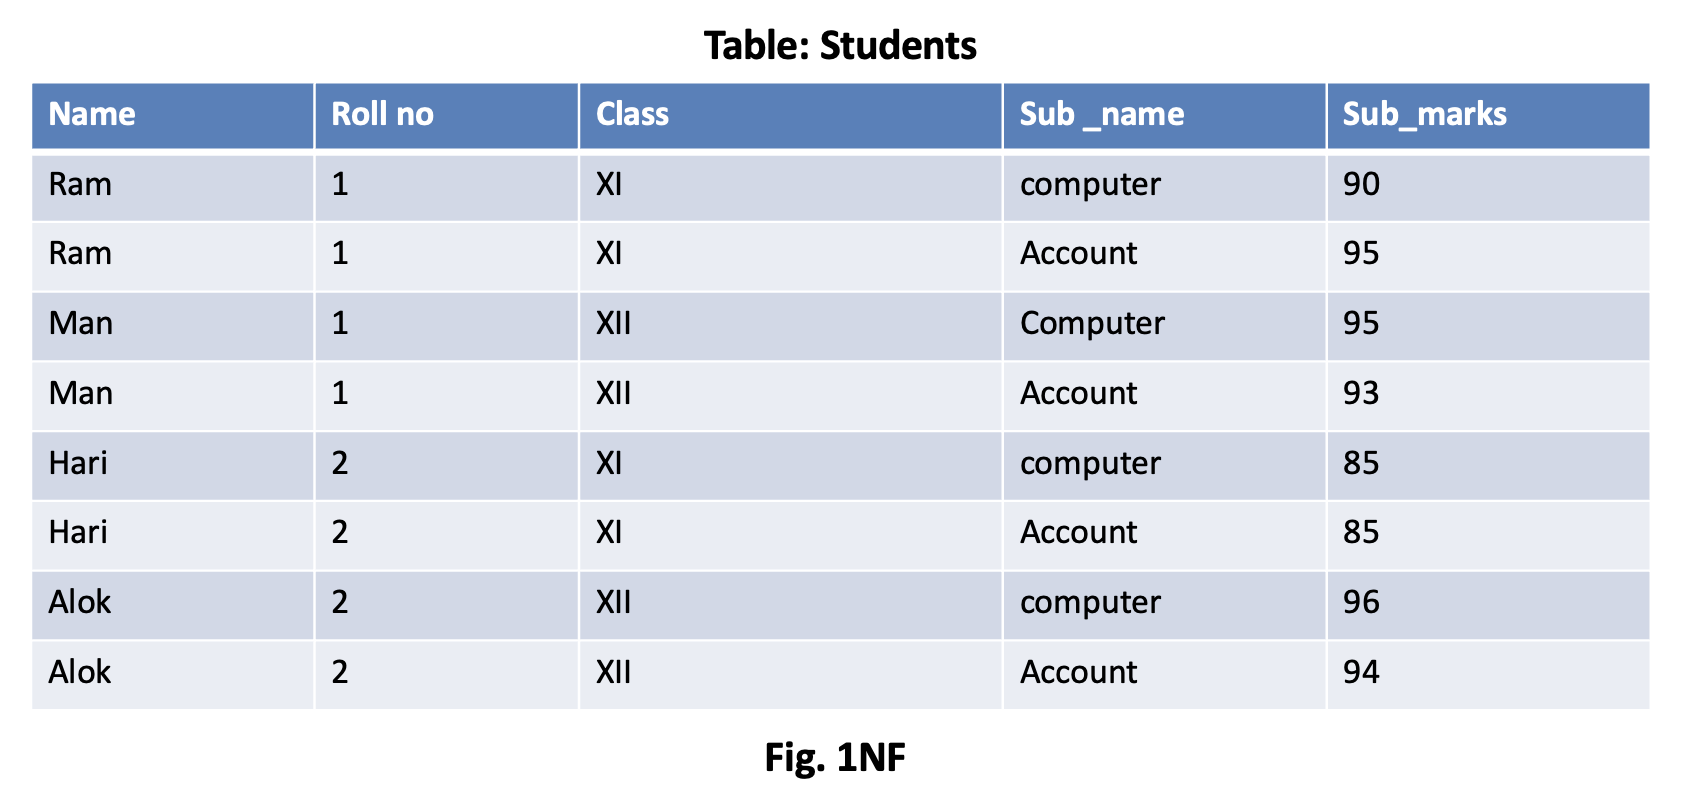 Table: Students
Name Roll no Class Sub _name Sub_marks
Ram 1 XI computer 90
Ram 1 XI Account 95
Man 1 XII Computer 95
Man 1 XII Account 93
Hari 2 XI computer 85
Hari 2 XI Account 85
Alok 2 XII computer 96
Alok 2 XII Account 94
Fig. 1NF